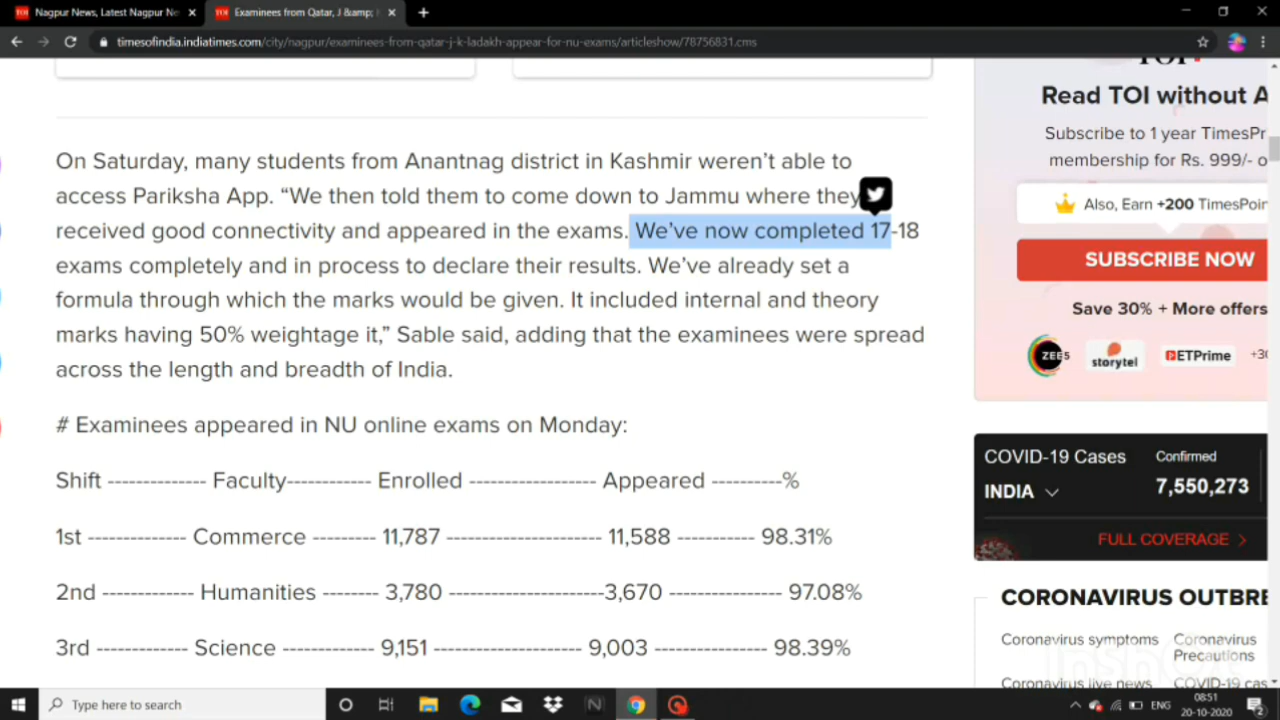 Nagpur News, Latest Nagpur Ne
Examinees from Qatar, J &amp;
timesofindia.indiatimes.com/city/nagpur/examinees-from-qatar-j-k-ladakh-appear-for-nu-exams/articleshow/78756831.cms
On Saturday, many students from Anantnag district in Kashmir weren’t able to
access Pariksha App. “We then told them to come down to Jammu where they
received good connectivity and appeared in the exams. We’ve now completed 17-18
exams completely and in process to declare their results. We’ve already set a
formula through which the marks would be given. It included internal and theory
marks having 50% weightage it,” Sable said, adding that the examinees were spread
across the length and breadth of India.
# Examinees appeared in NU online exams on Monday:
Shift ------------- Faculty------------ Enrolled ------------------ Appeared ----------%
1st -------------- Commerce --------- 11,787 ---------------------- 11,588 ----------- 98.31%
2nd ------------- Humanities -------- 3,780 ----------------------3,670 ---------------- 97.08%
3rd ------------- Science ------------- 9,151 --------------------- 9,003 ---------------- 98.39%
Read TOI without A
Subscribe to 1 year TimesPr
membership for Rs. 999/- o
Also, Earn +200 TimesPoin
SUBSCRIBE NOW
Save 30% + More offers
ZEE5
storytel
ETPrime
+30
COVID-19 Cases
Confirmed
INDIA
7,550,273
FULL COVERAGE
CORONAVIRUS OUTBRE
Coronavirus symptoms
Coronavirus
Precautions
Coronavirus live news
COVID-19 cas
Type here to search
ENG
08:51
20-10-2020